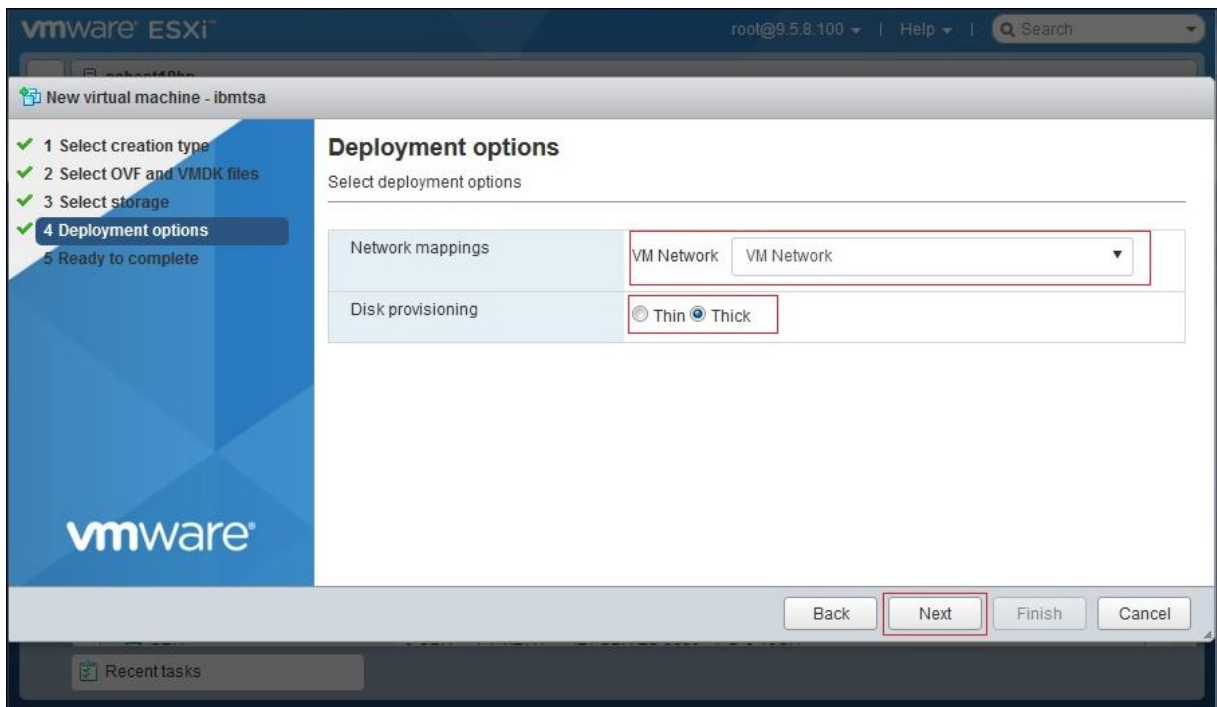 vmware ESXi™
root@9.5.8.100 | Help | Search
New virtual machine - ibmtsa
1 Select creation type
2 Select OVF and VMDK files
3 Select storage
4 Deployment options
5 Ready to complete
vmware®
Deployment options
Select deployment options
Network mappings
VM Network VM Network
Disk provisioning
Thin Thick
Back Next Finish Cancel
Recent tasks